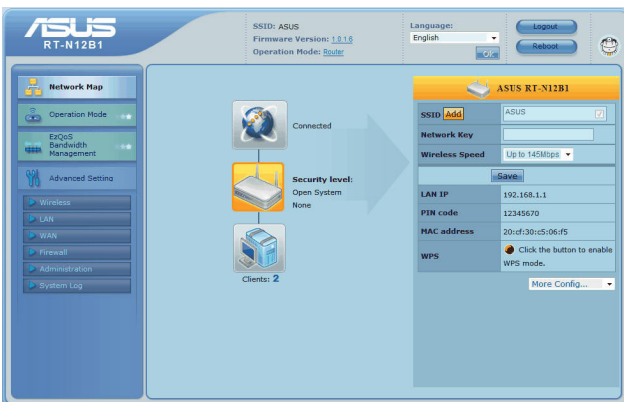 ASUS
RT-N12B1
SSID: ASUS
Firmware Version: 1.0.1.6
Operation Mode: Router
Language:
English
OK
Logout
Reboot
Network Map
Operation Mode
EzQoS
Bandwidth
Management
Advanced Setting
Wireless
LAN
WAN
Firewall
Administration
System Log
Connected
Security level:
Open System
None
Clients: 2
ASUS RT-N12B1
SSID Add ASUS
Network Key
Wireless Speed Up to 145Mbps
Save
LAN IP 192.168.1.1
PIN code 12345670
MAC address 20:cf:30:c5:06:f5
WPS Click the button to enable
WPS mode.
More Config...